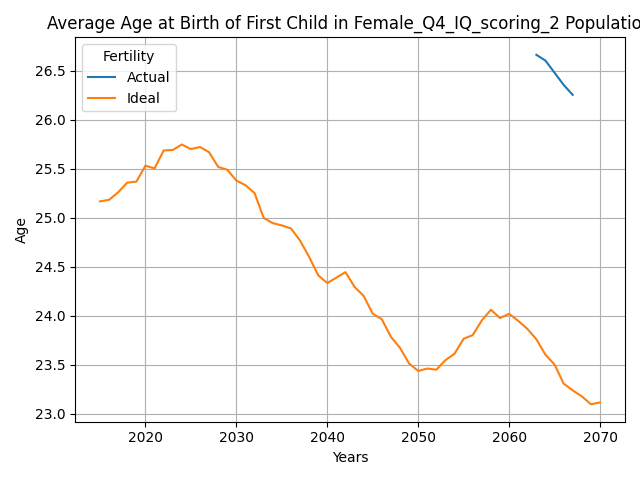 Average Age at Birth of First Child in Female_Q4_IQ_scoring_2 Populatio
Fertility
Actual
Ideal
26.5
26.0
25.5
25.0
24.5
24.0
23.5
23.0
Age
2020 2030 2040 2050 2060 2070
Years